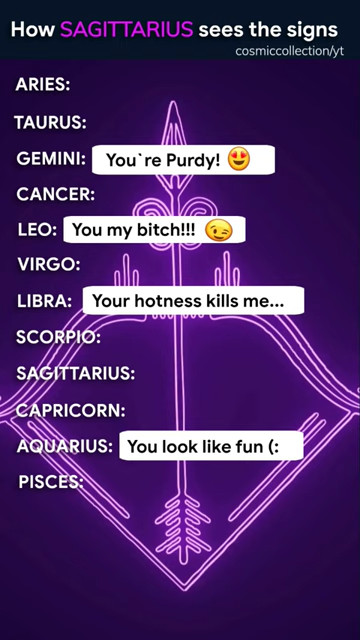 How SAGITTARIUS sees the signs
cosmiccollection/yt
ARIES:
TAURUS:
GEMINI: You`re Purdy! 😍
CANCER:
LEO: You my bitch!!! 😉
VIRGO:
LIBRA: Your hotness kills me...
SCORPIO:
SAGITTARIUS:
CAPRICORN:
AQUARIUS: You look like fun (:
PISCES: